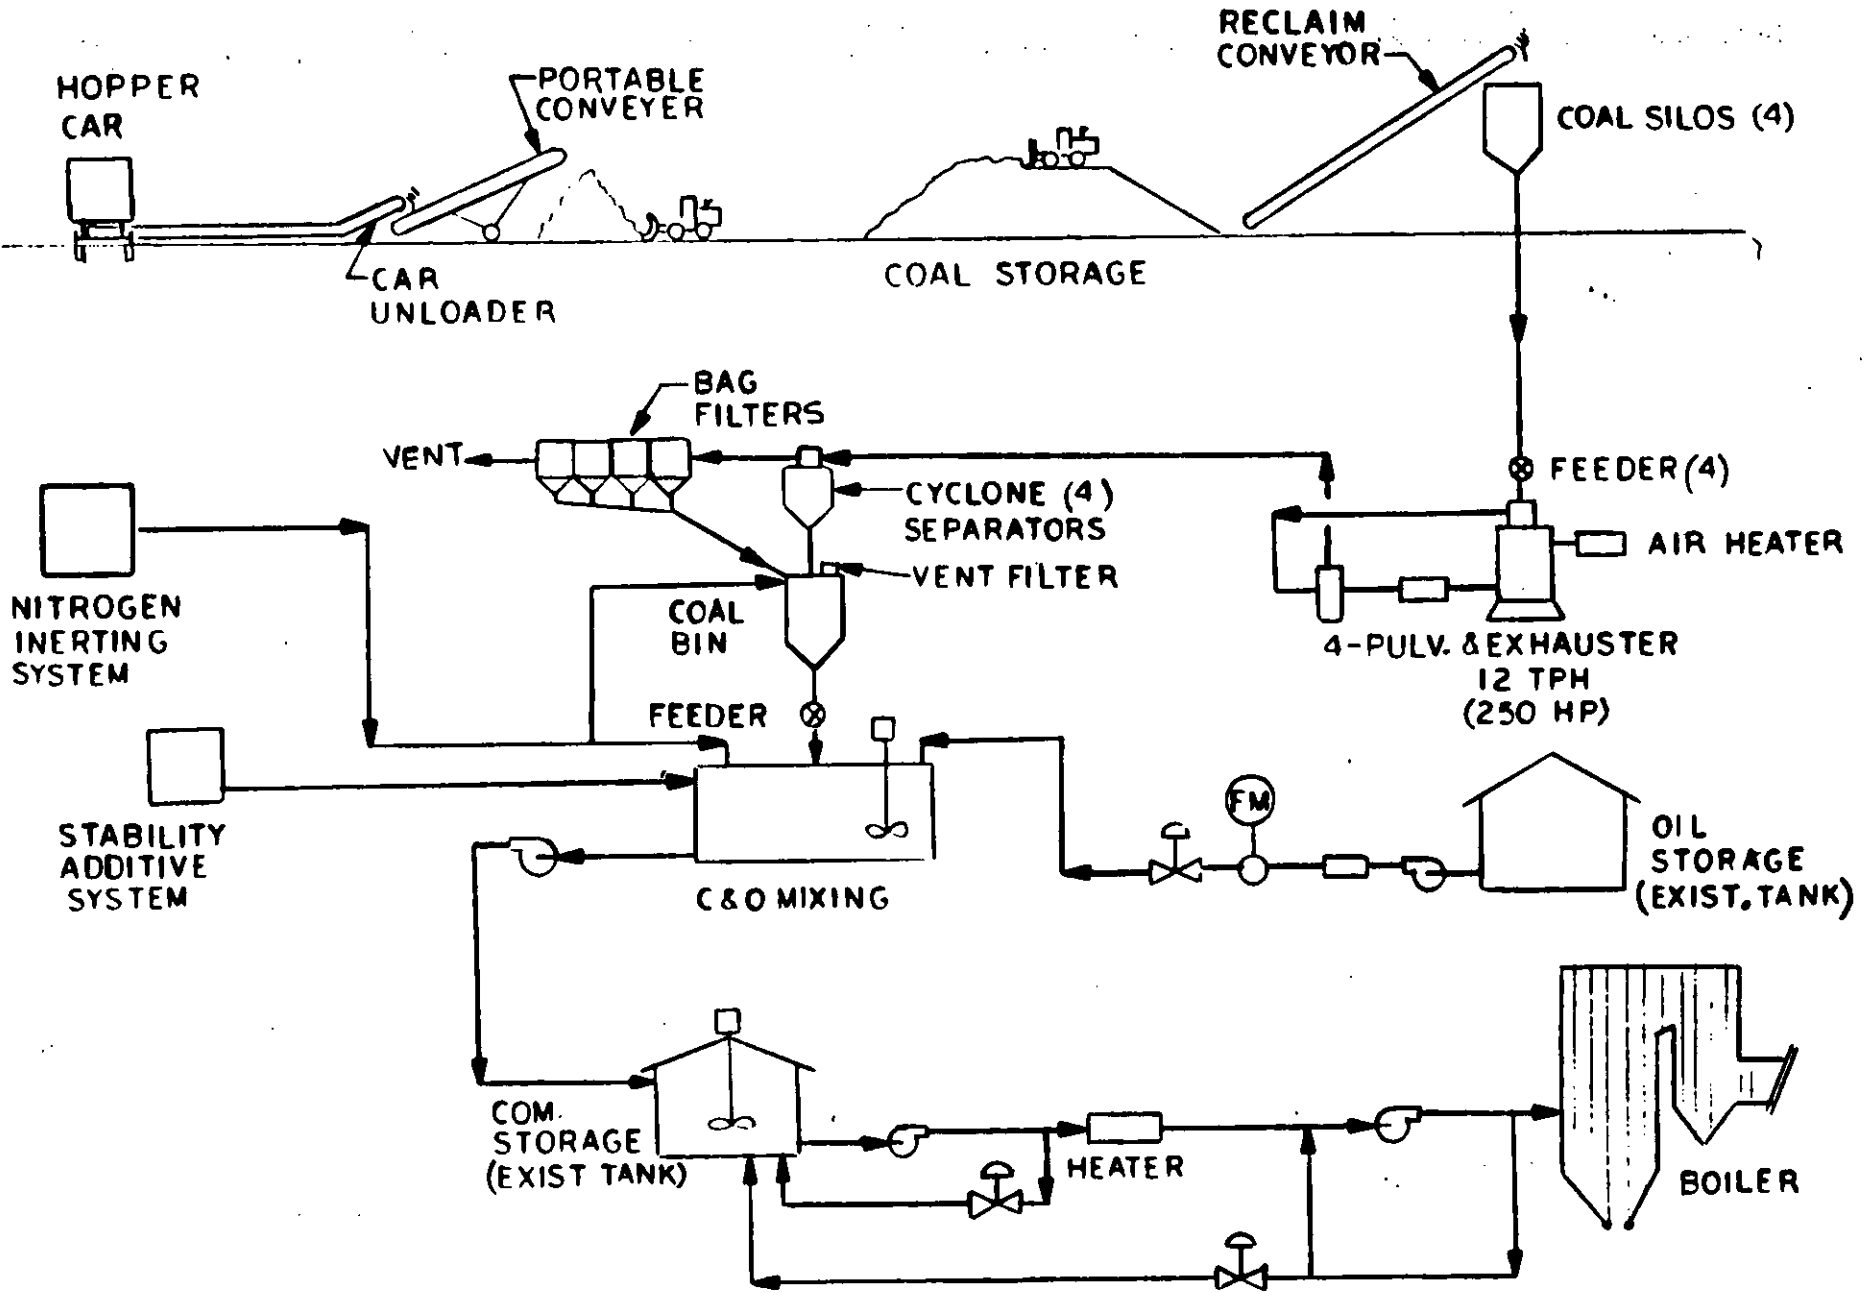 RECLAIM
CONVEYOR
HOPPER
CAR
PORTABLE
CONVEYER
COAL SILOS (4)
CAR
UNLOADER
COAL STORAGE
BAG
FILTERS
VENT
FEEDER (4)
CYCLONE (4)
SEPARATORS
AIR HEATER
VENT FILTER
NITROGEN
INERTING
SYSTEM
COAL
BIN
4-PULV. & EXHAUSTER
12 TPH
(250 HP)
FEEDER
FM
STABILITY
ADDITIVE
SYSTEM
OIL
STORAGE
(EXIST. TANK)
C & O MIXING
COM.
STORAGE
(EXIST TANK)
HEATER
BOILER